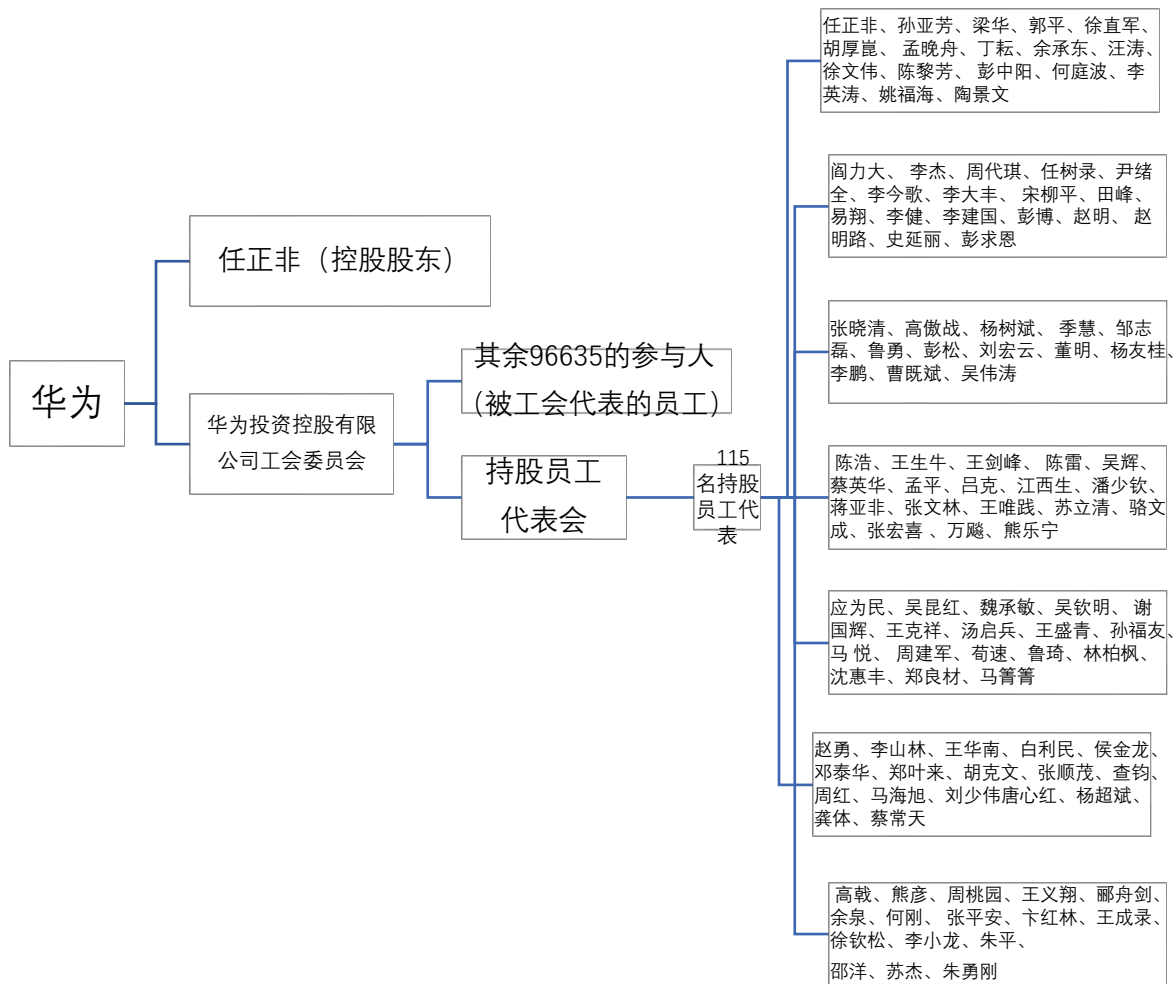 华为
任正非（控股股东）
华为投资控股有限
公司工会委员会
其余96635的参与人
（被工会代表的员工）
持股员工
代表会
115
名持股
员工代
表
任正非、孙亚芳、梁华、郭平、徐直军、
胡厚崑、 孟晚舟、丁耘、余承东、汪涛、
徐文伟、陈黎芳、 彭中阳、何庭波、李
英涛、姚福海、陶景文
阎力大、 李杰、周代琪、任树录、尹绪
全、李今歌、李大丰、 宋柳平、田峰、
易翔、李健、李建国、彭博、赵明、 赵
明路、史延丽、彭求恩
张晓清、高傲战、杨树斌、 季慧、邹志
磊、鲁勇、彭松、刘宏云、董明、杨友桂、
李鹏、曹既斌、吴伟涛
陈浩、王生牛、王剑峰、 陈雷、吴辉、
蔡英华、孟平、吕克、江西生、潘少钦、
蒋亚非、张文林、王唯践、苏立清、骆文
成、张宏喜 、万飚、熊乐宁
应为民、吴昆红、魏承敏、吴钦明、 谢
国辉、王克祥、汤启兵、王盛青、孙福友、
马 悦、 周建军、荀速、鲁琦、林柏枫、
沈惠丰、郑良材、马箐箐
赵勇、李山林、王华南、白利民、侯金龙、
邓泰华、郑叶来、胡克文、张顺茂、查钧、
周红、马海旭、刘少伟唐心红、杨超斌、
龚体、蔡常天
高戟、熊彦、周桃园、王义翔、郦舟剑、
余泉、何刚、 张平安、卞红林、王成录、
徐钦松、李小龙、朱平、
邵洋、苏杰、朱勇刚